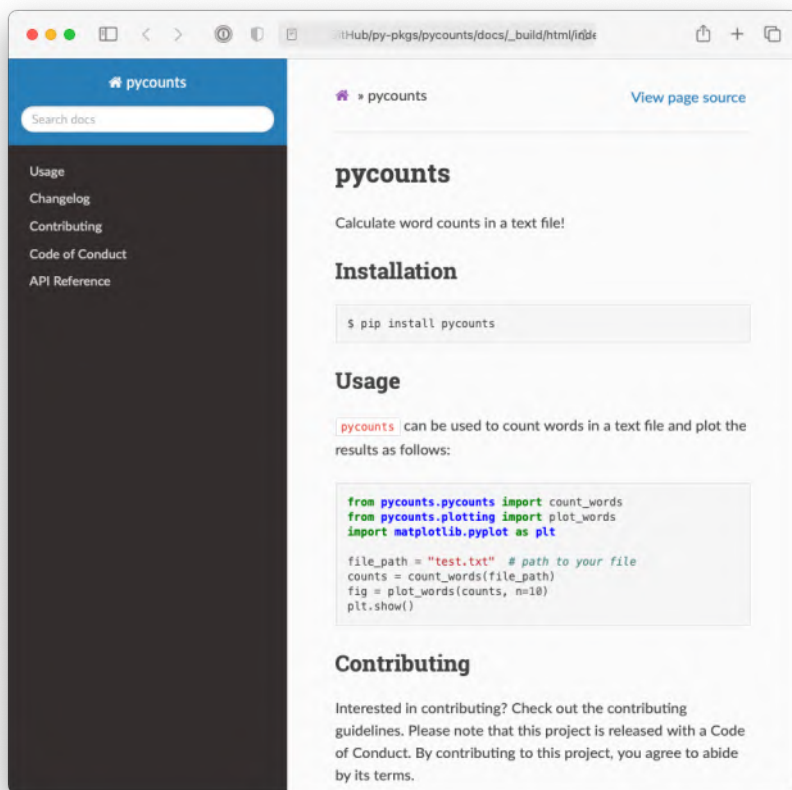 itHub/py-pkgs/pycounts/docs/_build/html/inde
pycounts
Search docs
Usage
Changelog
Contributing
Code of Conduct
API Reference
» pycounts
View page source
pycounts
Calculate word counts in a text file!
Installation
$ pip install pycounts
Usage
pycounts can be used to count words in a text file and plot the
results as follows:
from pycounts.pycounts import count_words
from pycounts.plotting import plot_words
import matplotlib.pyplot as plt
file_path = "test.txt"  # path to your file
counts = count_words(file_path)
fig = plot_words(counts, n=10)
plt.show()
Contributing
Interested in contributing? Check out the contributing
guidelines. Please note that this project is released with a Code
of Conduct. By contributing to this project, you agree to abide
by its terms.